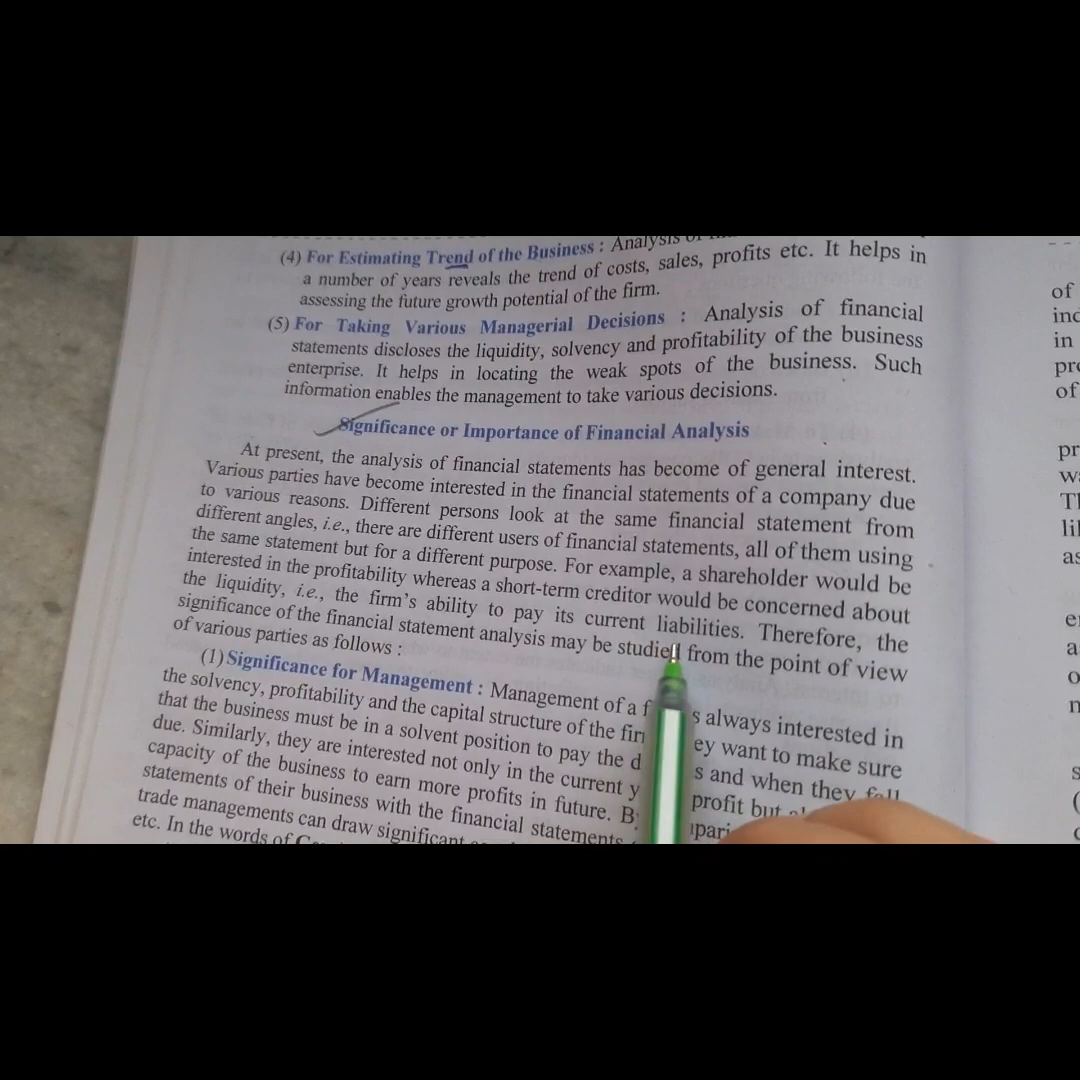 (4) For Estimating Trend of the Business : Analysis of
a number of years reveals the trend of costs, sales, profits etc. It helps in
assessing the future growth potential of the firm.
(5) For Taking Various Managerial Decisions : Analysis of financial
statements discloses the liquidity, solvency and profitability of the business
enterprise. It helps in locating the weak spots of the business. Such
information enables the management to take various decisions.
Significance or Importance of Financial Analysis
At present, the analysis of financial statements has become of general interest.
Various parties have become interested in the financial statements of a company due
to various reasons. Different persons look at the same financial statement from
different angles, i.e., there are different users of financial statements, all of them using
the same statement but for a different purpose. For example, a shareholder would be
interested in the profitability whereas a short-term creditor would be concerned about
the liquidity, i.e., the firm's ability to pay its current liabilities. Therefore, the
significance of the financial statement analysis may be studied from the point of view
of various parties as follows :
(1) Significance for Management : Management of a f s always interested in
the solvency, profitability and the capital structure of the fir ey want to make sure
that the business must be in a solvent position to pay the d s and when they fall
due. Similarly, they are interested not only in the current y profit but
capacity of the business to earn more profits in future. B pari
statements of their business with the financial statements
trade managements can draw significant
etc. In the words of
of
in
of